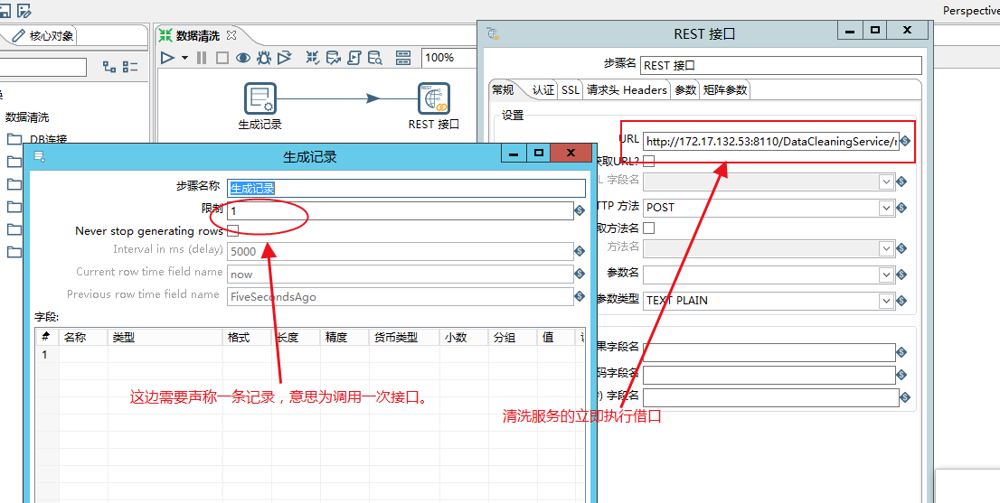 Perspective
核心对象
数据清洗
100%
数据清洗
DB连接
生成记录
REST 接口
REST 接口
步骤名 REST 接口
常规 认证 SSL 请求头 Headers 参数 矩阵参数
设置
URL http://172.17.132.53:8110/DataCleaningService/
获取URL?
L 字段名
TTP 方法 POST
取方法名
方法名
参数名
参数类型 TEXT PLAIN
果字段名
码字段名
) 字段名
清洗服务的立即执行借口
生成记录
步骤名称 生成记录
限制 1
Never stop generating rows
Interval in ms (delay) 5000
Current row time field name now
Previous row time field name FiveSecondsAgo
字段:
# 名称 类型 格式 长度 精度 货币类型 小数 分组 值
1
这边需要声称一条记录，意思为调用一次接口。